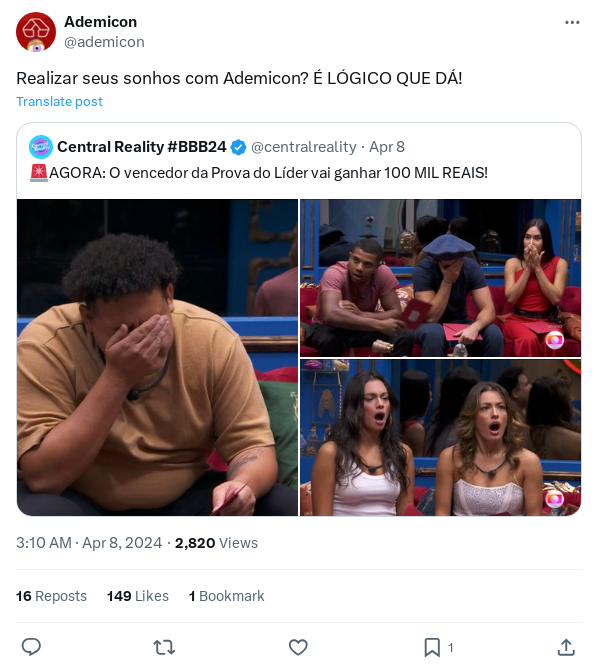 Ademicon
@ademicon
Realizar seus sonhos com Ademicon? É LÓGICO QUE DÁ!
Translate post
Central Reality #BBB24 @centralreality · Apr 8
🚨AGORA: O vencedor da Prova do Líder vai ganhar 100 MIL REAIS!
3:10 AM · Apr 8, 2024 · 2,820 Views
16 Reposts 149 Likes 1 Bookmark
1